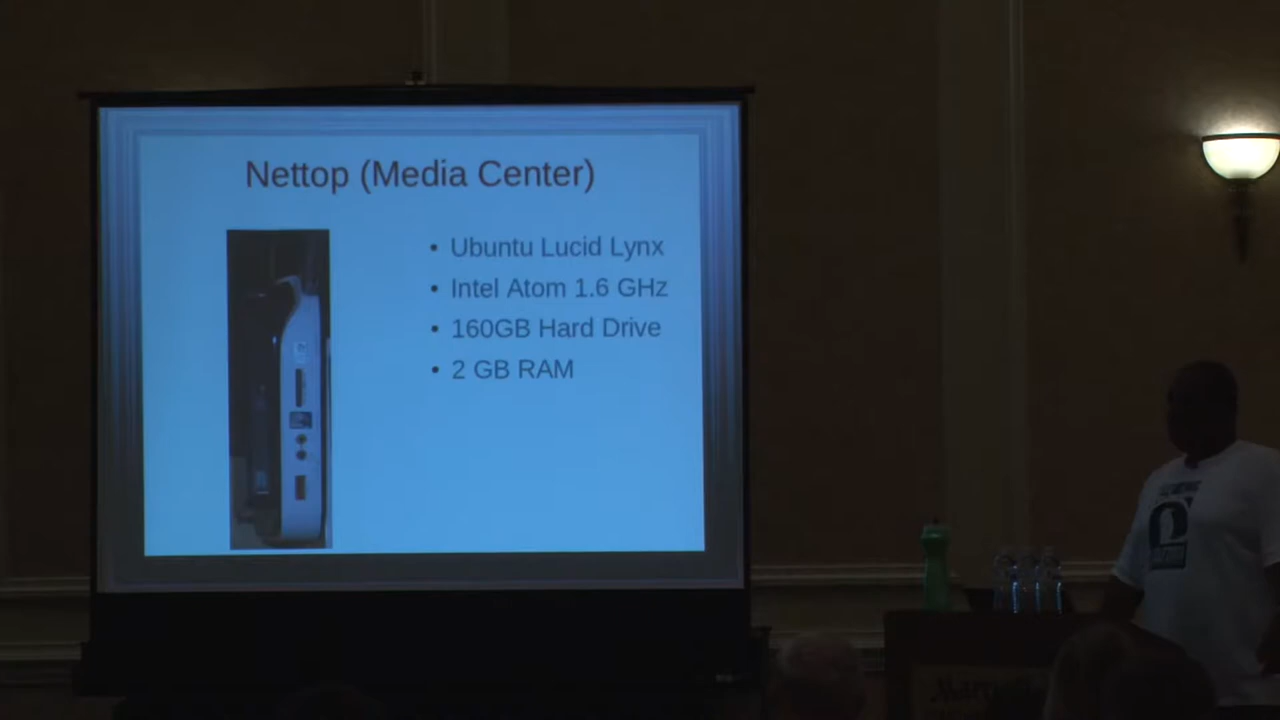 Nettop (Media Center)
• Ubuntu Lucid Lynx
• Intel Atom 1.6 GHz
• 160GB Hard Drive
• 2 GB RAM